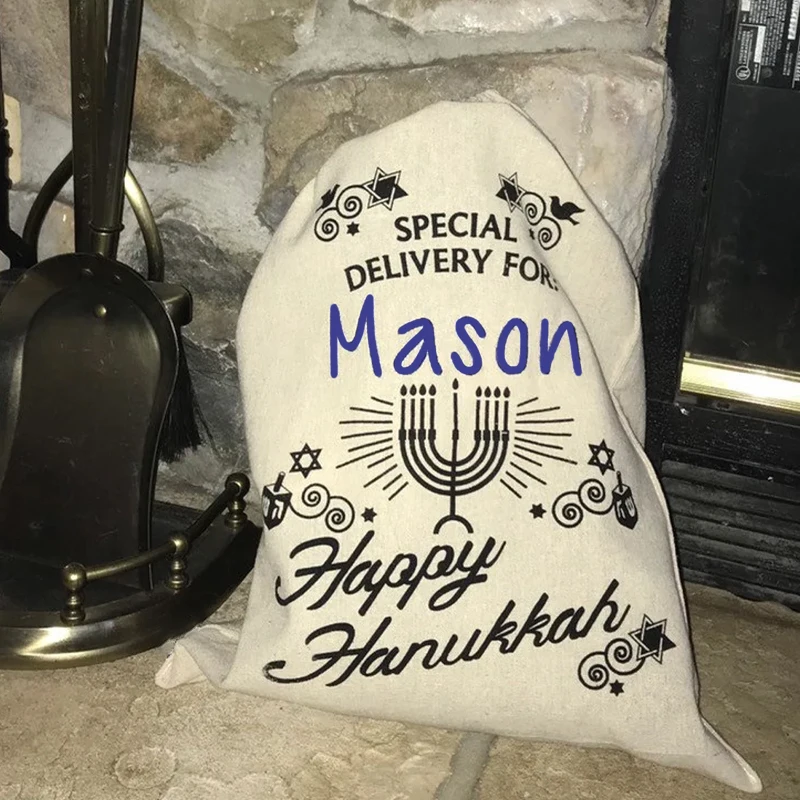 SPECIAL
DELIVERY FOR:
Mason
Happy
Hanukkah